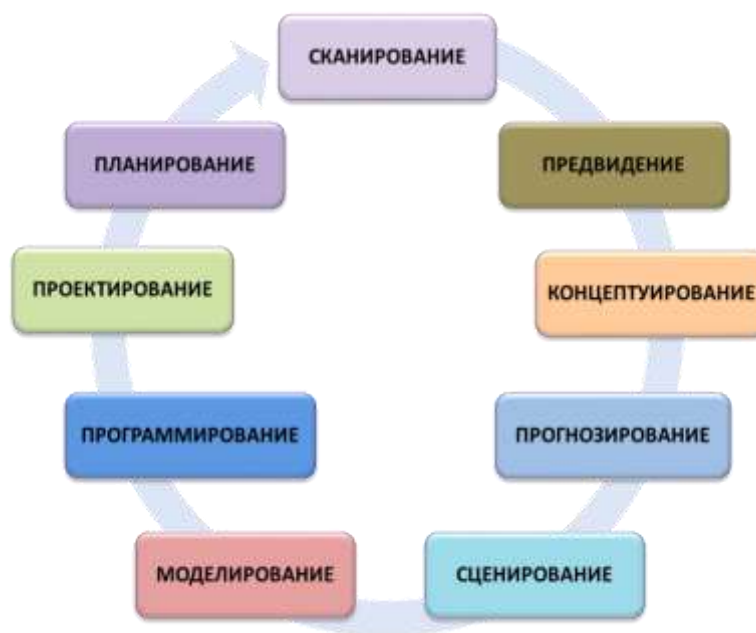 СКАНИРОВАНИЕ
ПРЕДВИДЕНИЕ
КОНЦЕПТУИРОВАНИЕ
ПРОГНОЗИРОВАНИЕ
СЦЕНИРОВАНИЕ
МОДЕЛИРОВАНИЕ
ПРОГРАММИРОВАНИЕ
ПРОЕКТИРОВАНИЕ
ПЛАНИРОВАНИЕ